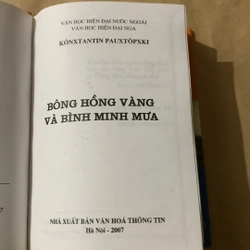 VĂN HỌC HIỆN ĐẠI NƯỚC NGOÀI
VĂN HỌC HIỆN ĐẠI NGA
KÔNXTANTIN PAUXTÔPXKI
BÔNG HỒNG VÀNG
VÀ BÌNH MINH MƯA
NHÀ XUẤT BẢN VĂN HOÁ THÔNG TIN
Hà Nội - 2007